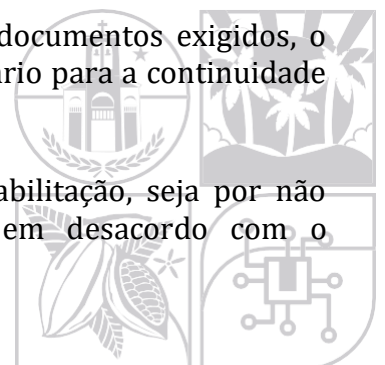 documentos exigidos, o
ário para a continuidade
abilitação, seja por não
em desacordo com o